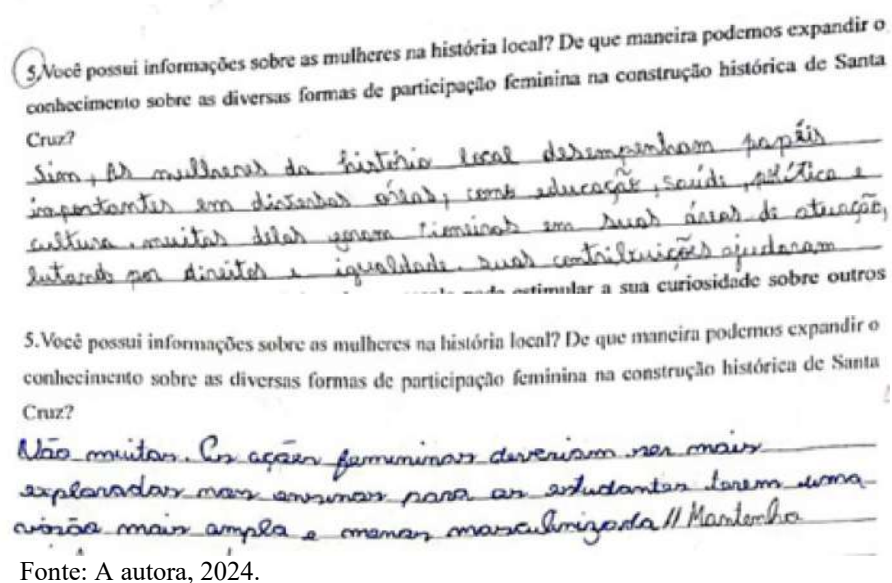 5.Você possui informações sobre as mulheres na história local? De que maneira podemos expandir o
conhecimento sobre as diversas formas de participação feminina na construção histórica de Santa
Cruz?
Sim, As mulheres da história local desempenham papéis
importantes em diversas áreas, como educação, saúde, política e
cultura. muitas delas foram pioneiras em suas áreas de atuação,
lutando por direitos e igualdade. suas contribuições ajudaram
estimular a sua curiosidade sobre outros
5.Você possui informações sobre as mulheres na história local? De que maneira podemos expandir o
conhecimento sobre as diversas formas de participação feminina na construção histórica de Santa
Cruz?
Não muitas. As ações femininas deveriam ser mais
exploradas nos ensinos para os estudantes terem uma
visão mais ampla e menos masculinizada // Mantenha
Fonte: A autora, 2024.